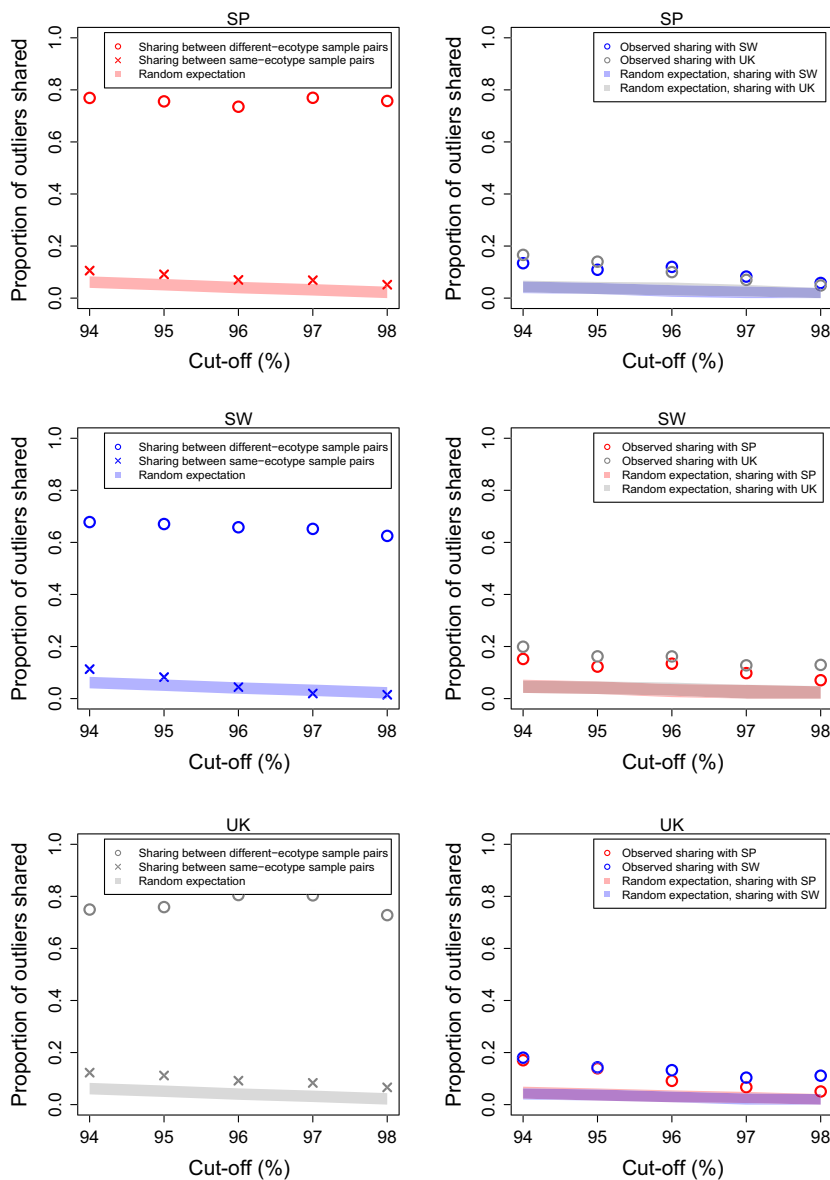 SP
Sharing between different−ecotype sample pairs
Sharing between same−ecotype sample pairs
Random expectation
Proportion of outliers shared
0.0 0.2 0.4 0.6 0.8 1.0
94 95 96 97 98
Cut-off (%)
SP
Observed sharing with SW
Observed sharing with UK
Random expectation, sharing with SW
Random expectation, sharing with UK
Proportion of outliers shared
0.0 0.2 0.4 0.6 0.8 1.0
94 95 96 97 98
Cut-off (%)
SW
Sharing between different−ecotype sample pairs
Sharing between same−ecotype sample pairs
Random expectation
Proportion of outliers shared
0.0 0.2 0.4 0.6 0.8 1.0
94 95 96 97 98
Cut-off (%)
SW
Observed sharing with SP
Observed sharing with UK
Random expectation, sharing with SP
Random expectation, sharing with UK
Proportion of outliers shared
0.0 0.2 0.4 0.6 0.8 1.0
94 95 96 97 98
Cut-off (%)
UK
Sharing between different−ecotype sample pairs
Sharing between same−ecotype sample pairs
Random expectation
Proportion of outliers shared
0.0 0.2 0.4 0.6 0.8 1.0
94 95 96 97 98
Cut-off (%)
UK
Observed sharing with SP
Observed sharing with SW
Random expectation, sharing with SP
Random expectation, sharing with SW
Proportion of outliers shared
0.0 0.2 0.4 0.6 0.8 1.0
94 95 96 97 98
Cut-off (%)